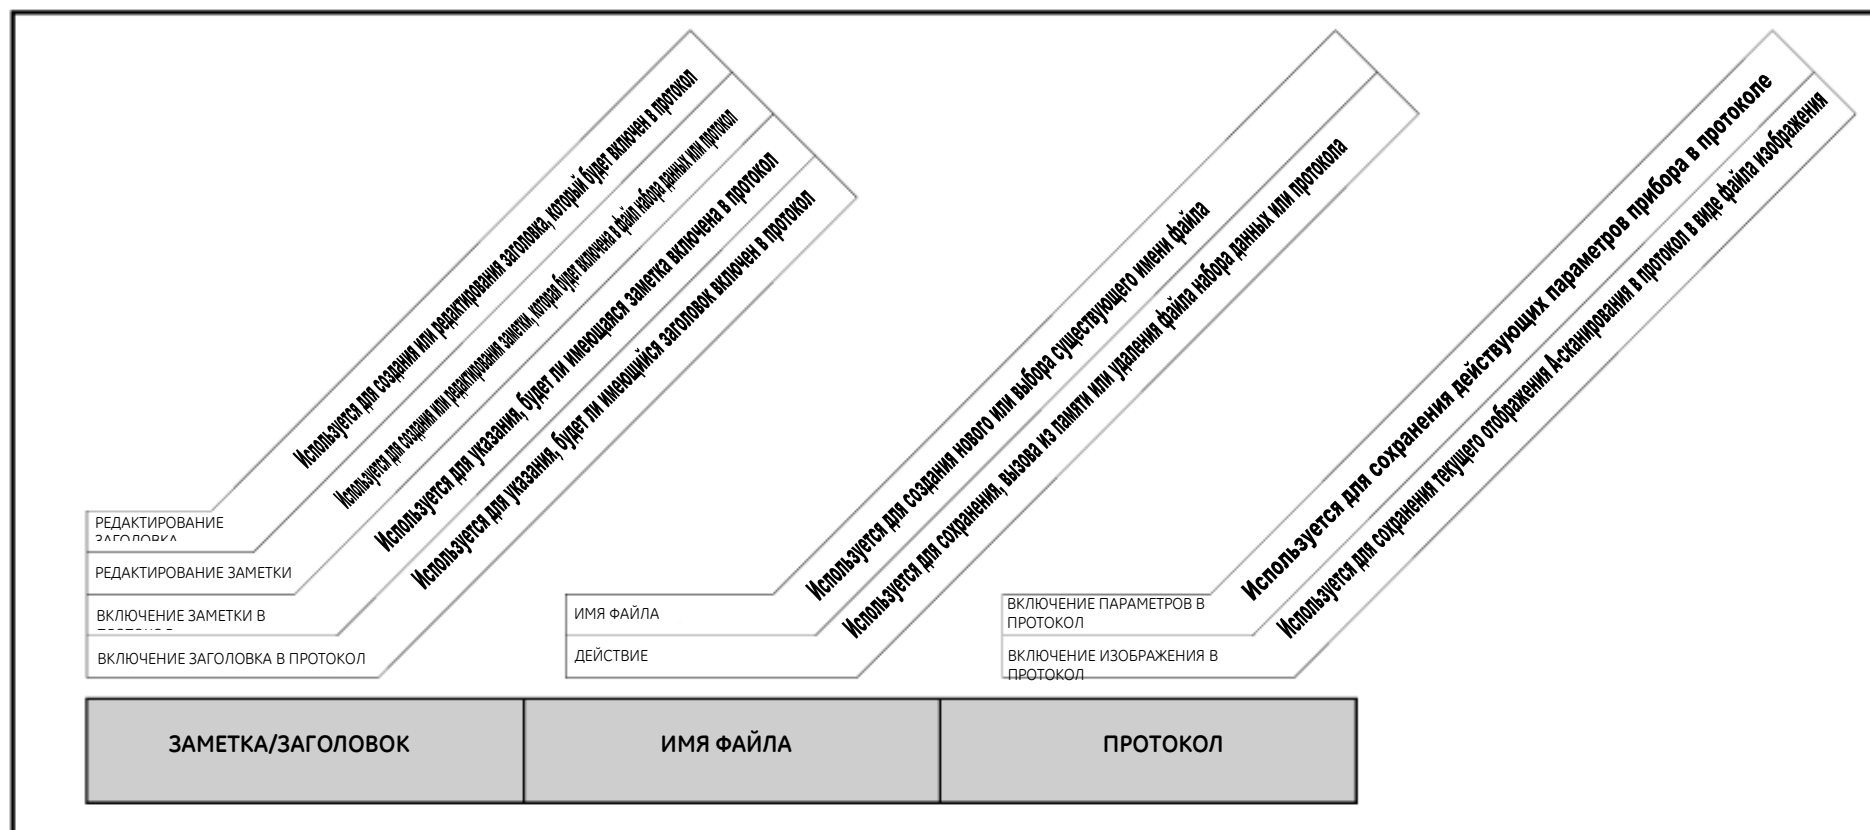 Используется для создания или редактирования заголовка, который будет включен в протокол
Используется для создания или редактирования заметки, которая будет включена в файл набора данных или протокол
Используется для указания, будет ли имеющаяся заметка включена в протокол
Используется для указания, будет ли имеющийся заголовок включен в протокол
РЕДАКТИРОВАНИЕ
ЗАГОЛОВКА
РЕДАКТИРОВАНИЕ ЗАМЕТКИ
ВКЛЮЧЕНИЕ ЗАМЕТКИ В
ПРОТОКОЛ
ВКЛЮЧЕНИЕ ЗАГОЛОВКА В ПРОТОКОЛ
Используется для создания нового или выбора существующего имени файла
Используется для сохранения, вызова из памяти или удаления файла набора данных или протокола
ИМЯ ФАЙЛА
ДЕЙСТВИЕ
Используется для сохранения действующих параметров прибора в протоколе
Используется для сохранения текущего отображения А-сканирования в протокол в виде файла изображения
ВКЛЮЧЕНИЕ ПАРАМЕТРОВ В
ПРОТОКОЛ
ВКЛЮЧЕНИЕ ИЗОБРАЖЕНИЯ В
ПРОТОКОЛ
ЗАМЕТКА/ЗАГОЛОВОК
ИМЯ ФАЙЛА
ПРОТОКОЛ